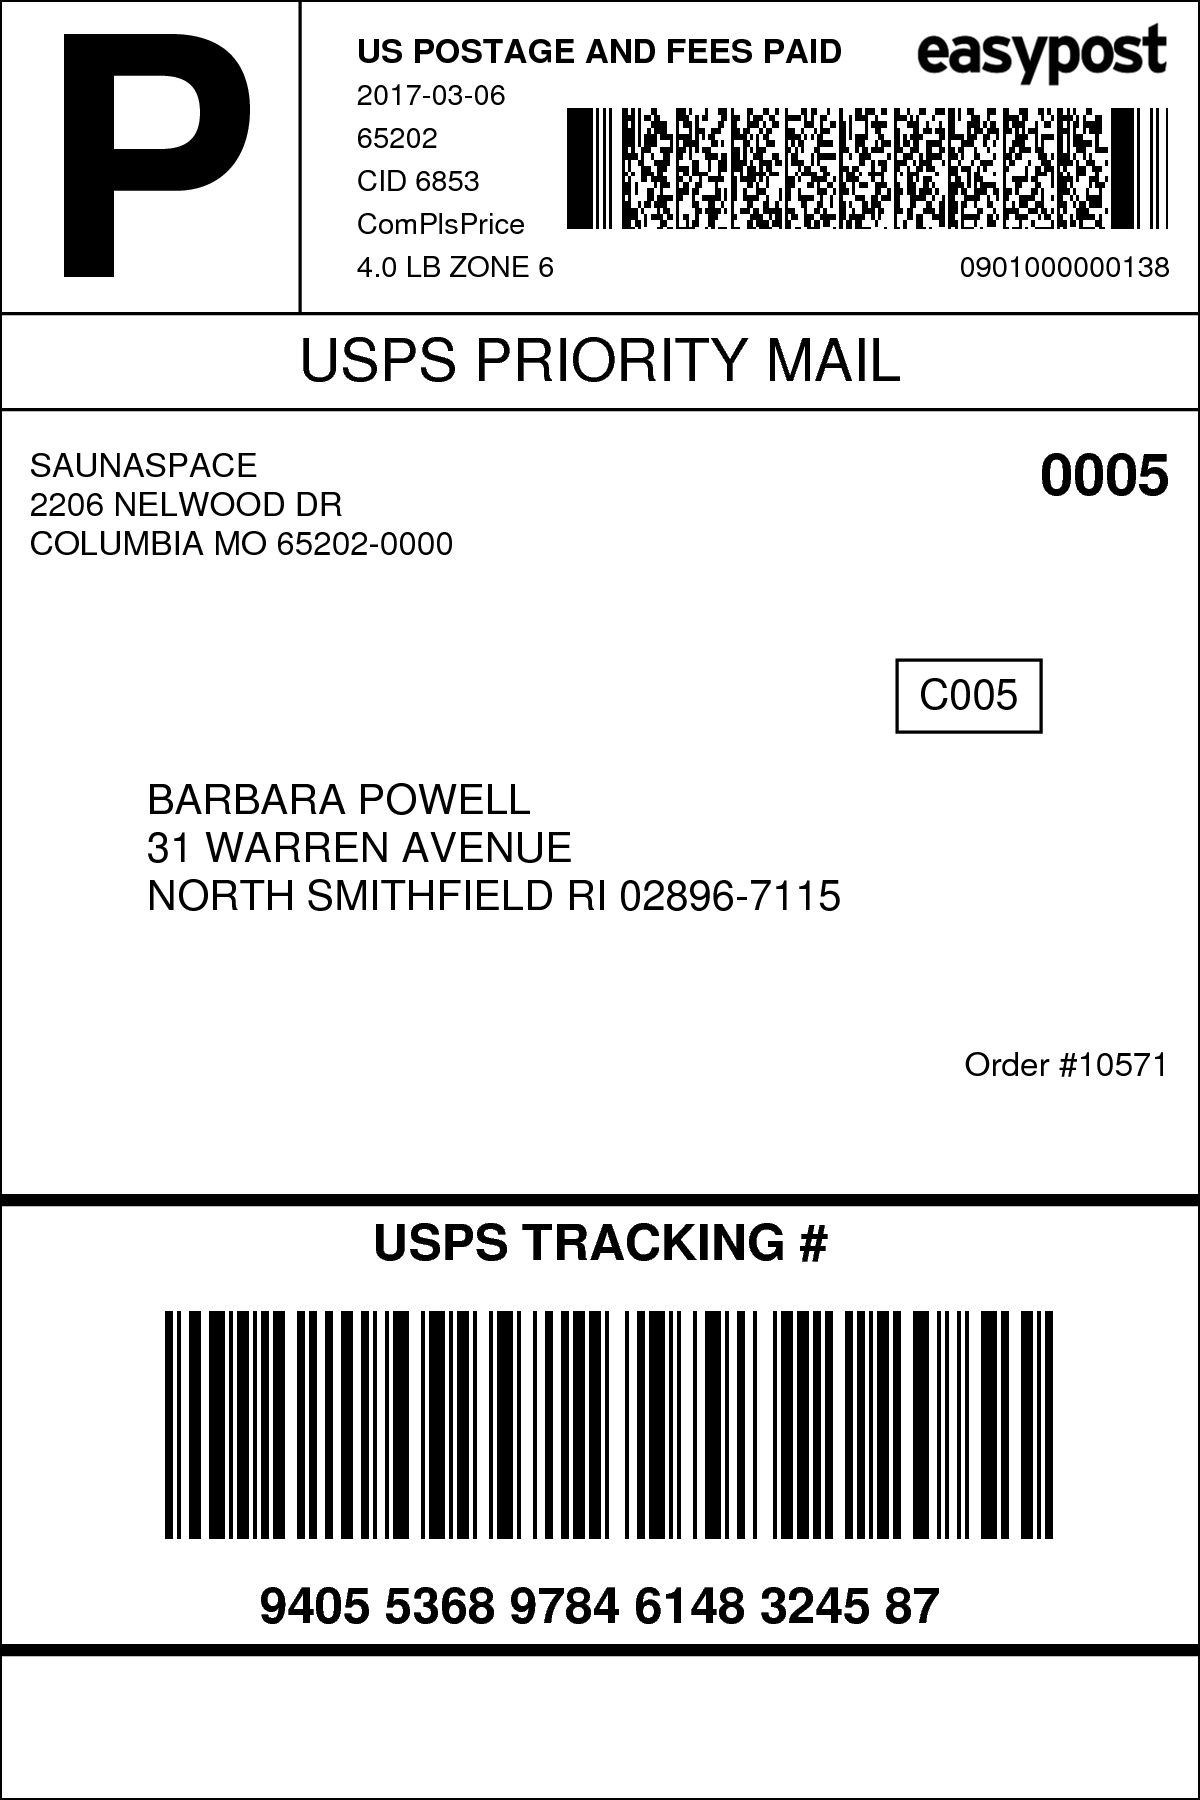 P
US POSTAGE AND FEES PAID
easypost
2017-03-06
65202
CID 6853
ComPlsPrice
4.0 LB ZONE 6
0901000000138
USPS PRIORITY MAIL
SAUNASPACE
2206 NELWOOD DR
COLUMBIA MO 65202-0000
0005
C005
BARBARA POWELL
31 WARREN AVENUE
NORTH SMITHFIELD RI 02896-7115
Order #10571
USPS TRACKING #
9405 5368 9784 6148 3245 87